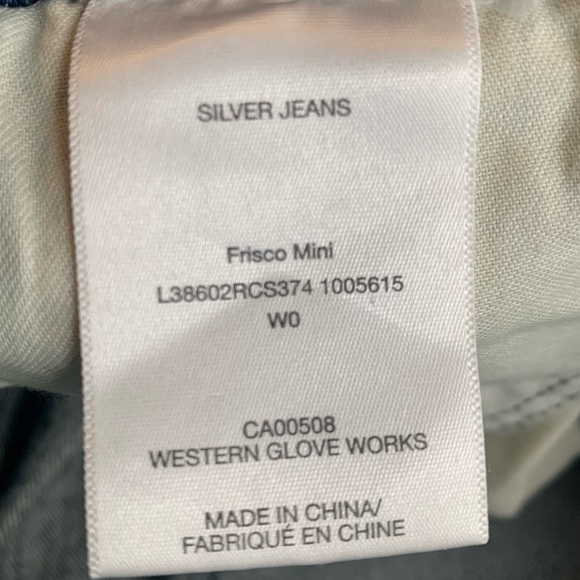 SILVER JEANS
Frisco Mini
L38602RCS374 1005615
W0
CA00508
WESTERN GLOVE WORKS
MADE IN CHINA/
FABRIQUÉ EN CHINE